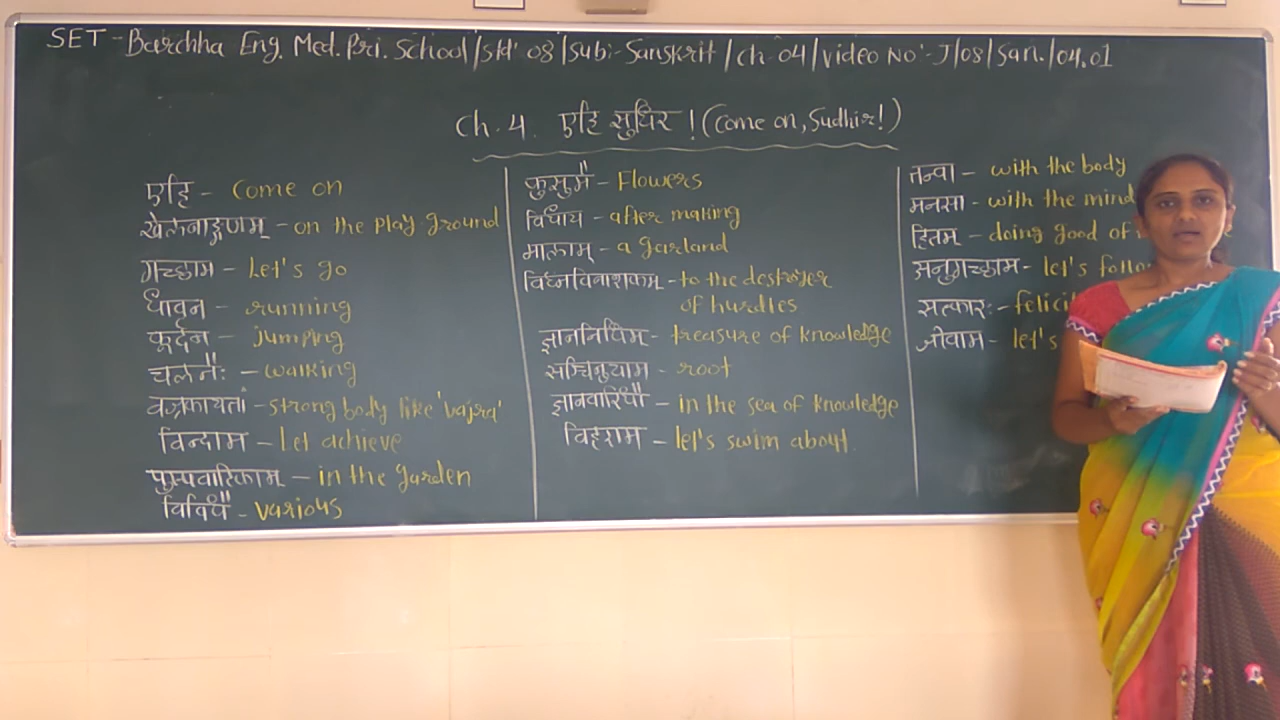 SET - Barchha Eng. Med. Pri. School/Std' 08/Sub:- Sanskrit/Ch. 04/Video No:- J/08/San./04.01
Ch. 4. एहि सुधिर ! (Come on, Sudhir!)
एहि - Come on
खेलनाङ्गणम् - on the play ground
गच्छाम - Let's go
धावन - running
कूर्दन - jumping
चलनैः - walking
वज्रकायतां - strong body like 'vajra'
विन्दाम - Let achieve
पुष्पवाटिकाम् - in the garden
विविधै - various
कुसुमै - Flowers
विधाय - after making
मालाम् - a garland
विघ्नविनाशकम् - to the destroyer
of hurdles
ज्ञाननिधिम् - treasure of knowledge
सञ्चिनुयाम - root
ज्ञानवारिधौ - in the sea of knowledge
विहराम - let's swim about
तन्वा - with the body
मनसा - with the mind
हितम् - doing good of
अनुगच्छाम - let's
सत्कारः -
जीवाम - let's